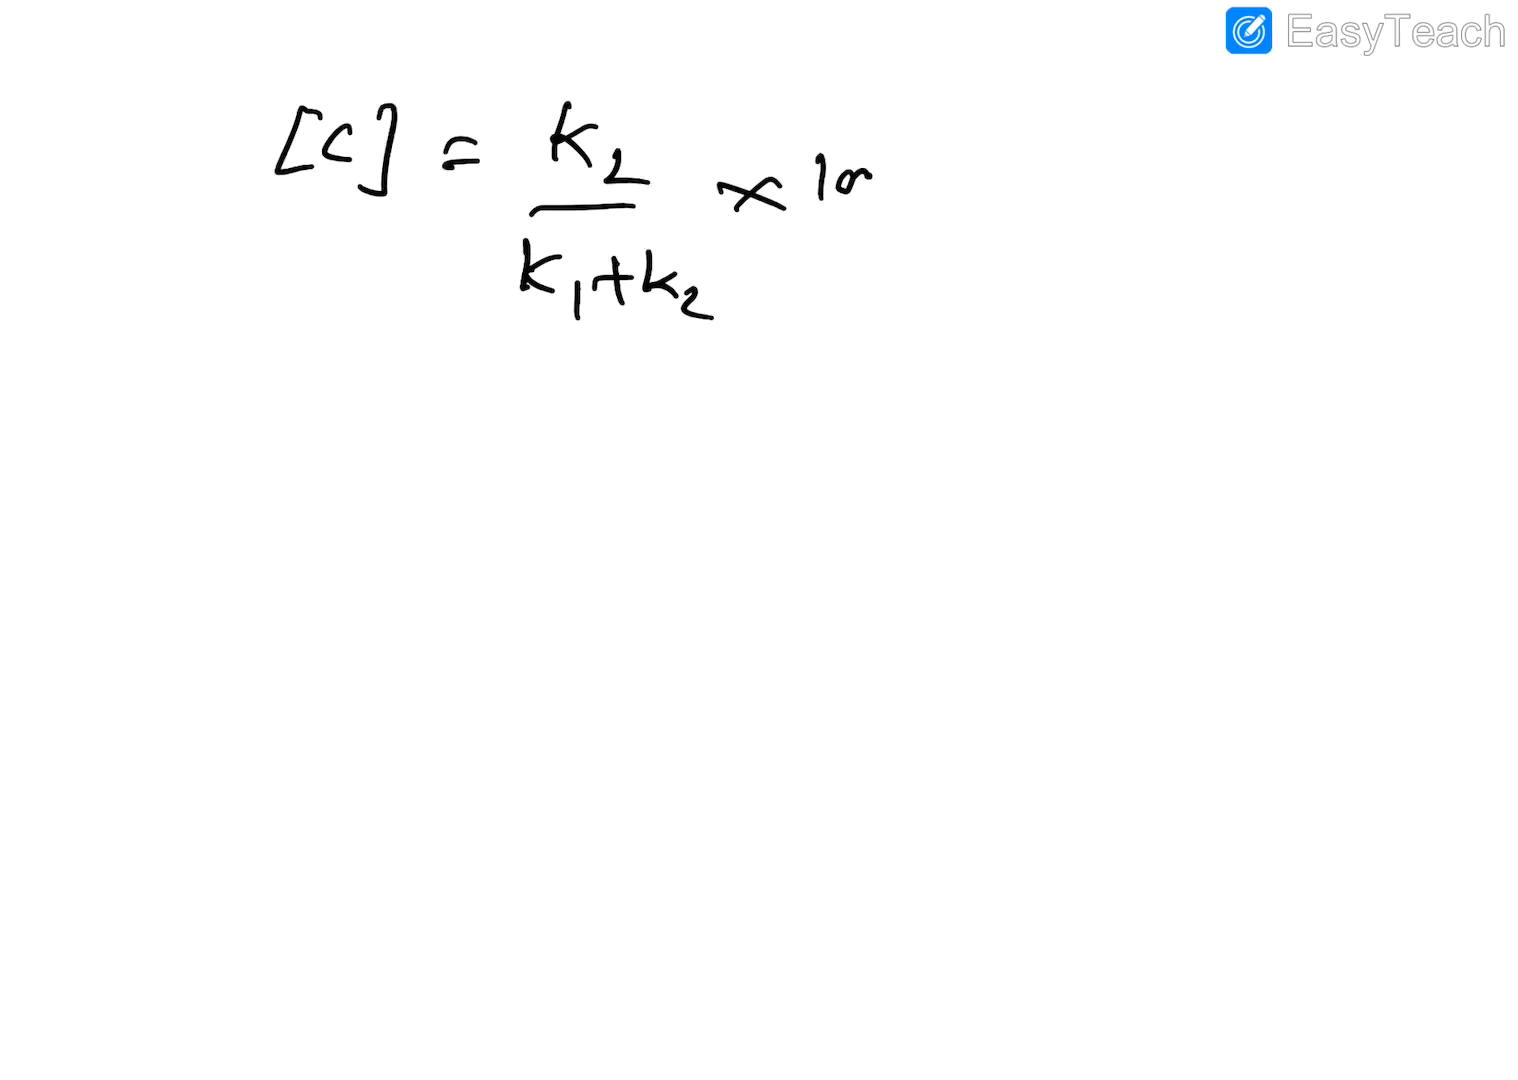 EasyTeach
[C] = K₂ / K₁+K₂ × 10